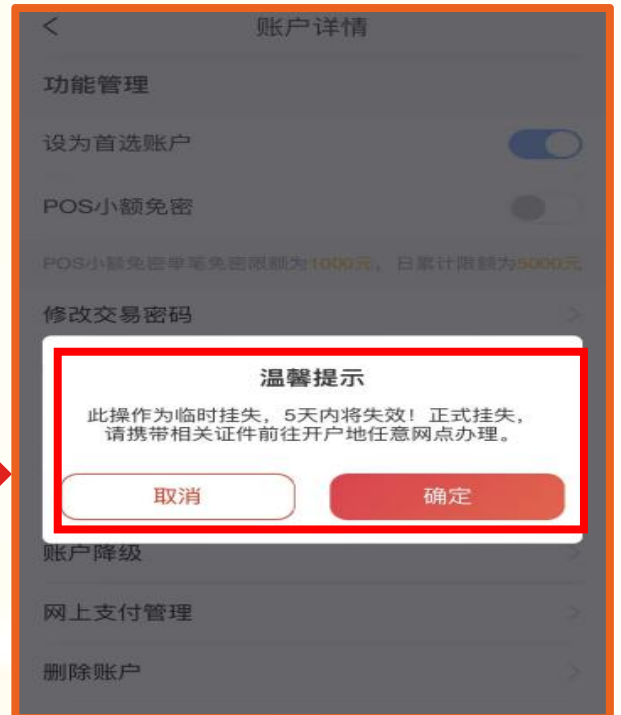 账户详情
功能管理
设为首选账户
POS小额免密
POS小额免密单笔免密限额为1000元，日累计限额为5000元
修改交易密码
温馨提示
此操作为临时挂失，5天内将失效！正式挂失，
请携带相关证件前往开户地任意网点办理。
取消
确定
账户降级
网上支付管理
删除账户